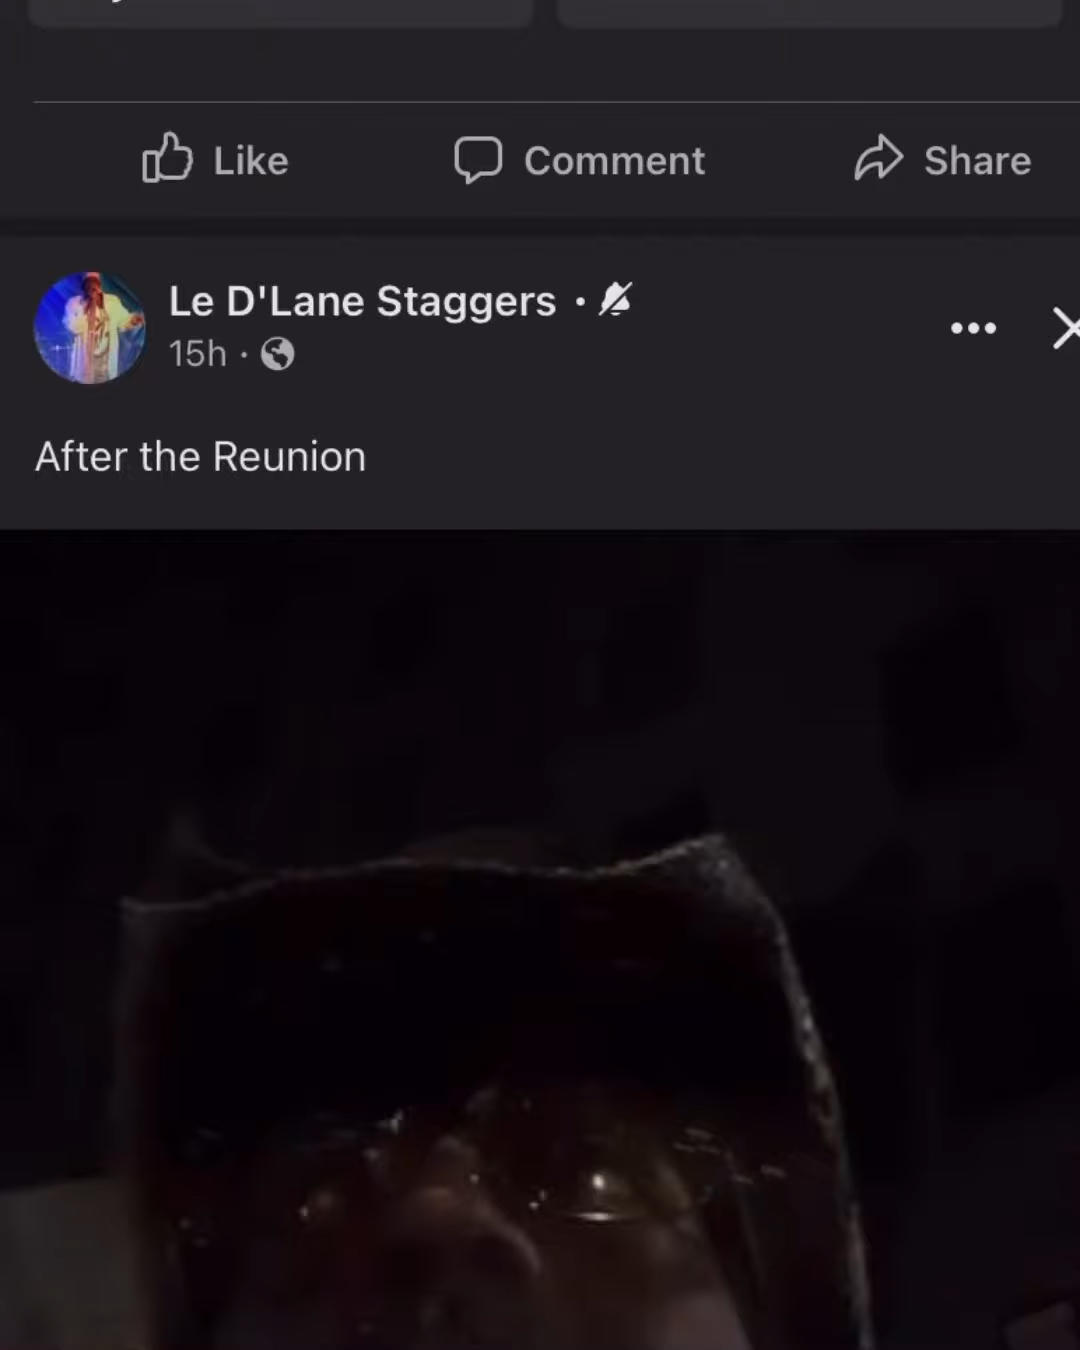 Like
Comment
Share
Le D'Lane Staggers ·
15h ·
After the Reunion